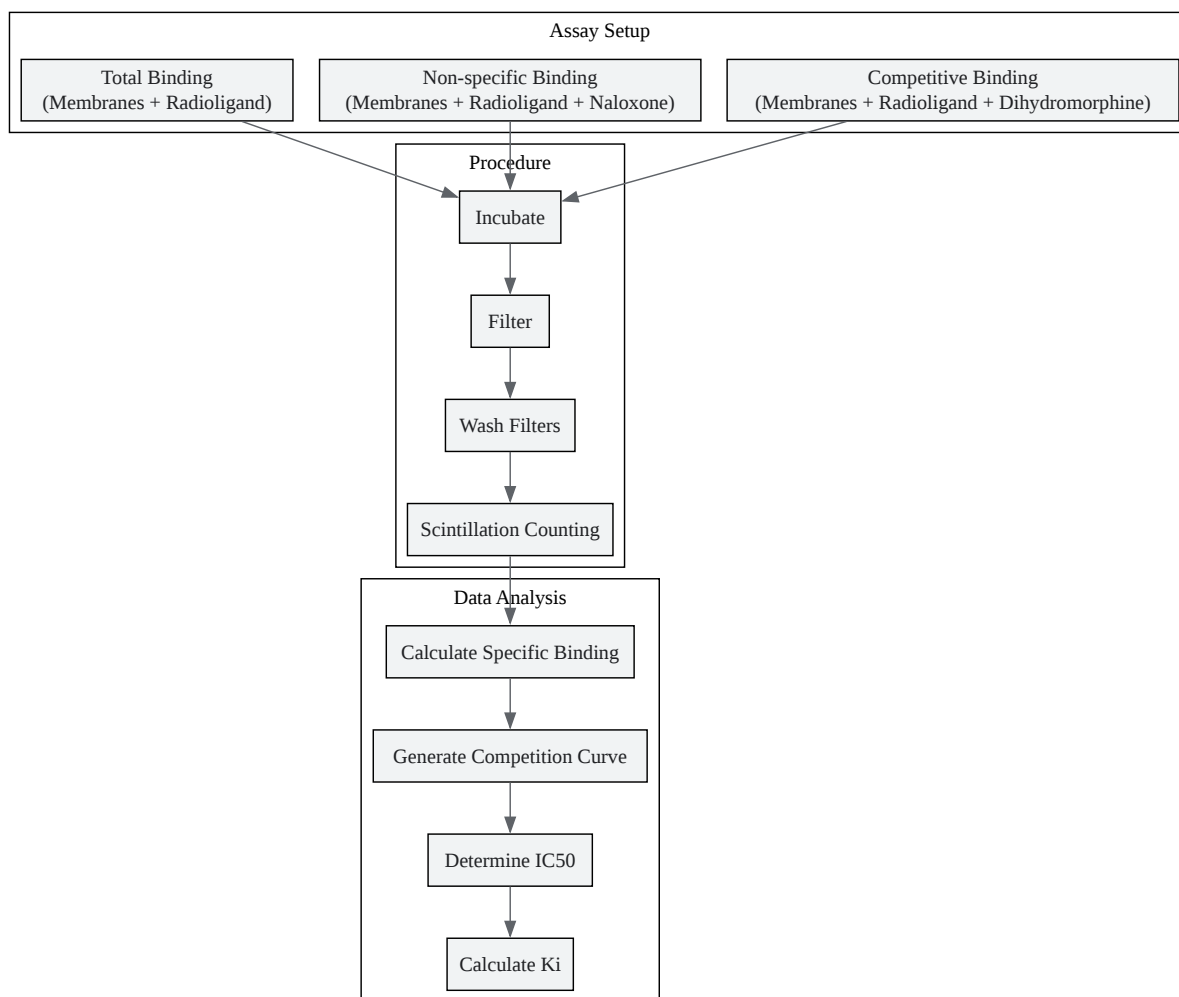 Assay Setup
Total Binding
(Membranes + Radioligand)
Non-specific Binding
(Membranes + Radioligand + Naloxone)
Competitive Binding
(Membranes + Radioligand + Dihydromorphine)
Procedure
Incubate
Filter
Wash Filters
Scintillation Counting
Data Analysis
Calculate Specific Binding
Generate Competition Curve
Determine IC50
Calculate Ki